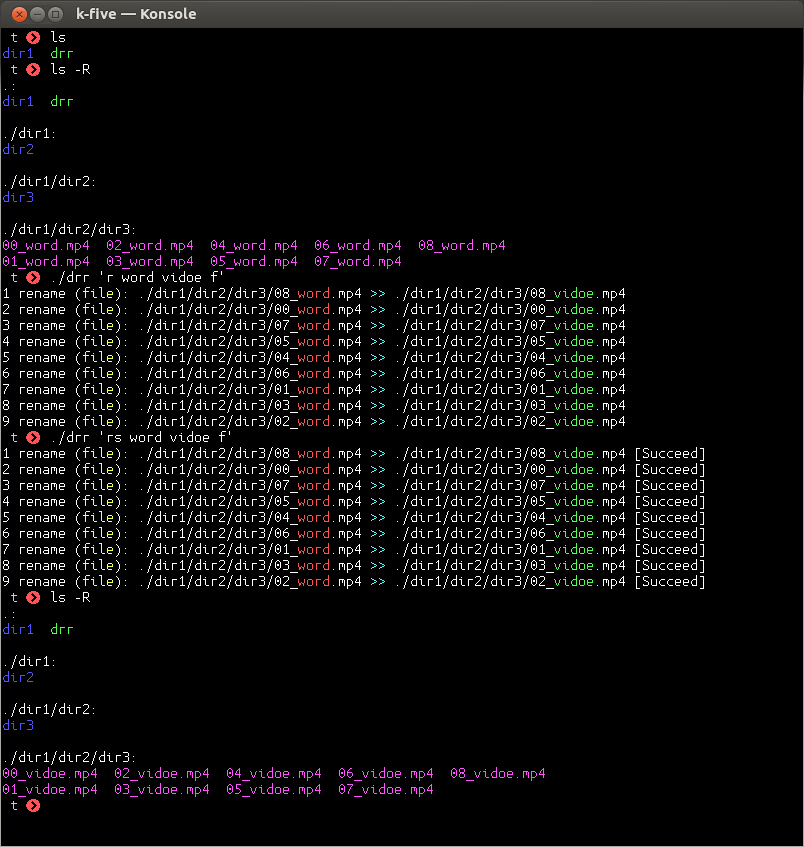 k-five — Konsole
t ls
dir1  drr
t ls -R
.:
dir1  drr
./dir1:
dir2
./dir1/dir2:
dir3
./dir1/dir2/dir3:
00_word.mp4  02_word.mp4  04_word.mp4  06_word.mp4  08_word.mp4
01_word.mp4  03_word.mp4  05_word.mp4  07_word.mp4
t ./drr 'r word vidoe f'
1 rename (file): ./dir1/dir2/dir3/08_word.mp4 >> ./dir1/dir2/dir3/08_vidoe.mp4
2 rename (file): ./dir1/dir2/dir3/00_word.mp4 >> ./dir1/dir2/dir3/00_vidoe.mp4
3 rename (file): ./dir1/dir2/dir3/07_word.mp4 >> ./dir1/dir2/dir3/07_vidoe.mp4
4 rename (file): ./dir1/dir2/dir3/05_word.mp4 >> ./dir1/dir2/dir3/05_vidoe.mp4
5 rename (file): ./dir1/dir2/dir3/04_word.mp4 >> ./dir1/dir2/dir3/04_vidoe.mp4
6 rename (file): ./dir1/dir2/dir3/06_word.mp4 >> ./dir1/dir2/dir3/06_vidoe.mp4
7 rename (file): ./dir1/dir2/dir3/01_word.mp4 >> ./dir1/dir2/dir3/01_vidoe.mp4
8 rename (file): ./dir1/dir2/dir3/03_word.mp4 >> ./dir1/dir2/dir3/03_vidoe.mp4
9 rename (file): ./dir1/dir2/dir3/02_word.mp4 >> ./dir1/dir2/dir3/02_vidoe.mp4
t ./drr 'rs word vidoe f'
1 rename (file): ./dir1/dir2/dir3/08_word.mp4 >> ./dir1/dir2/dir3/08_vidoe.mp4 [Succeed]
2 rename (file): ./dir1/dir2/dir3/00_word.mp4 >> ./dir1/dir2/dir3/00_vidoe.mp4 [Succeed]
3 rename (file): ./dir1/dir2/dir3/07_word.mp4 >> ./dir1/dir2/dir3/07_vidoe.mp4 [Succeed]
4 rename (file): ./dir1/dir2/dir3/05_word.mp4 >> ./dir1/dir2/dir3/05_vidoe.mp4 [Succeed]
5 rename (file): ./dir1/dir2/dir3/04_word.mp4 >> ./dir1/dir2/dir3/04_vidoe.mp4 [Succeed]
6 rename (file): ./dir1/dir2/dir3/06_word.mp4 >> ./dir1/dir2/dir3/06_vidoe.mp4 [Succeed]
7 rename (file): ./dir1/dir2/dir3/01_word.mp4 >> ./dir1/dir2/dir3/01_vidoe.mp4 [Succeed]
8 rename (file): ./dir1/dir2/dir3/03_word.mp4 >> ./dir1/dir2/dir3/03_vidoe.mp4 [Succeed]
9 rename (file): ./dir1/dir2/dir3/02_word.mp4 >> ./dir1/dir2/dir3/02_vidoe.mp4 [Succeed]
t ls -R
.:
dir1  drr
./dir1:
dir2
./dir1/dir2:
dir3
./dir1/dir2/dir3:
00_vidoe.mp4  02_vidoe.mp4  04_vidoe.mp4  06_vidoe.mp4  08_vidoe.mp4
01_vidoe.mp4  03_vidoe.mp4  05_vidoe.mp4  07_vidoe.mp4
t